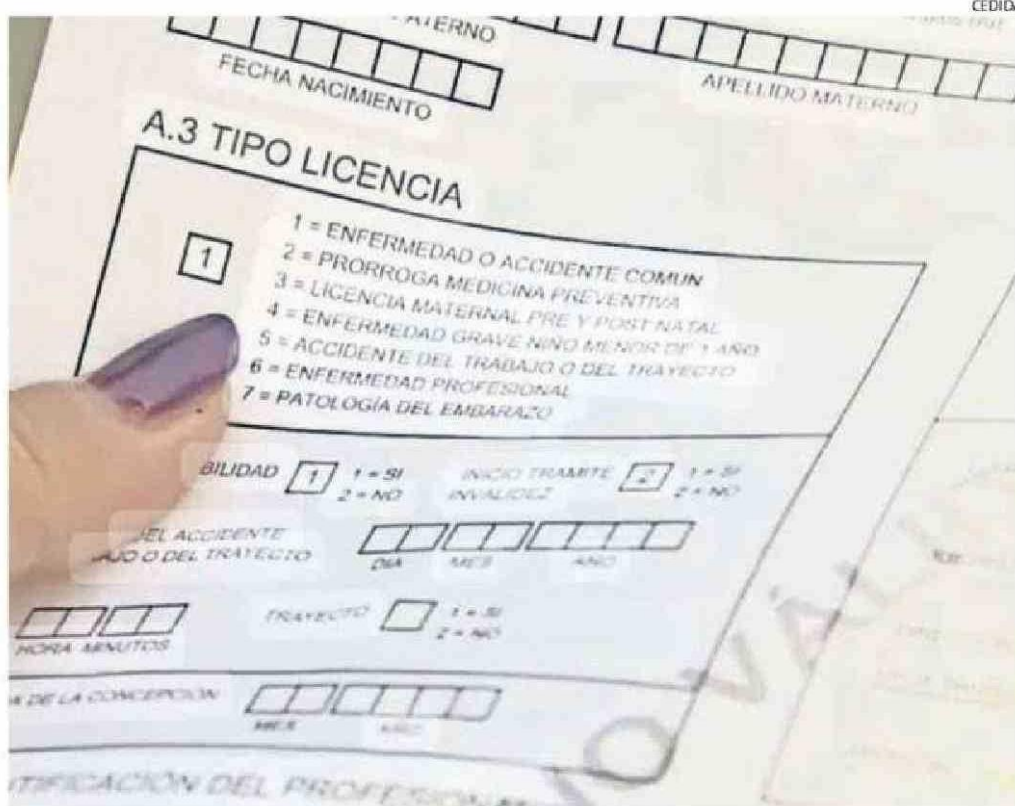 CEDIDA
ATERNO
FECHA NACIMIENTO
APELLIDO MATERNO
A.3 TIPO LICENCIA
1
1 = ENFERMEDAD O ACCIDENTE COMUN
2 = PRORROGA MEDICINA PREVENTIVA
3 = LICENCIA MATERNAL PRE Y POST NATAL
4 = ENFERMEDAD GRAVE NIÑO MENOR DE 1 AÑO
5 = ACCIDENTE DEL TRABAJO O DEL TRAYECTO
6 = ENFERMEDAD PROFESIONAL
7 = PATOLOGÍA DEL EMBARAZO
BILIDAD 1 1 = SI INICIO TRAMITE 2 1 = SI
2 = NO INVALIDEZ 2 = NO
DEL ACCIDENTE
AJO O DEL TRAYECTO
DIA MES AÑO
TRAYECTO 1 = SI
2 = NO
HORA MINUTOS
A DE LA CONCEPCIÓN
MES AÑO
NO VÁL
TIFICACIÓN DEL PROFESIONAL